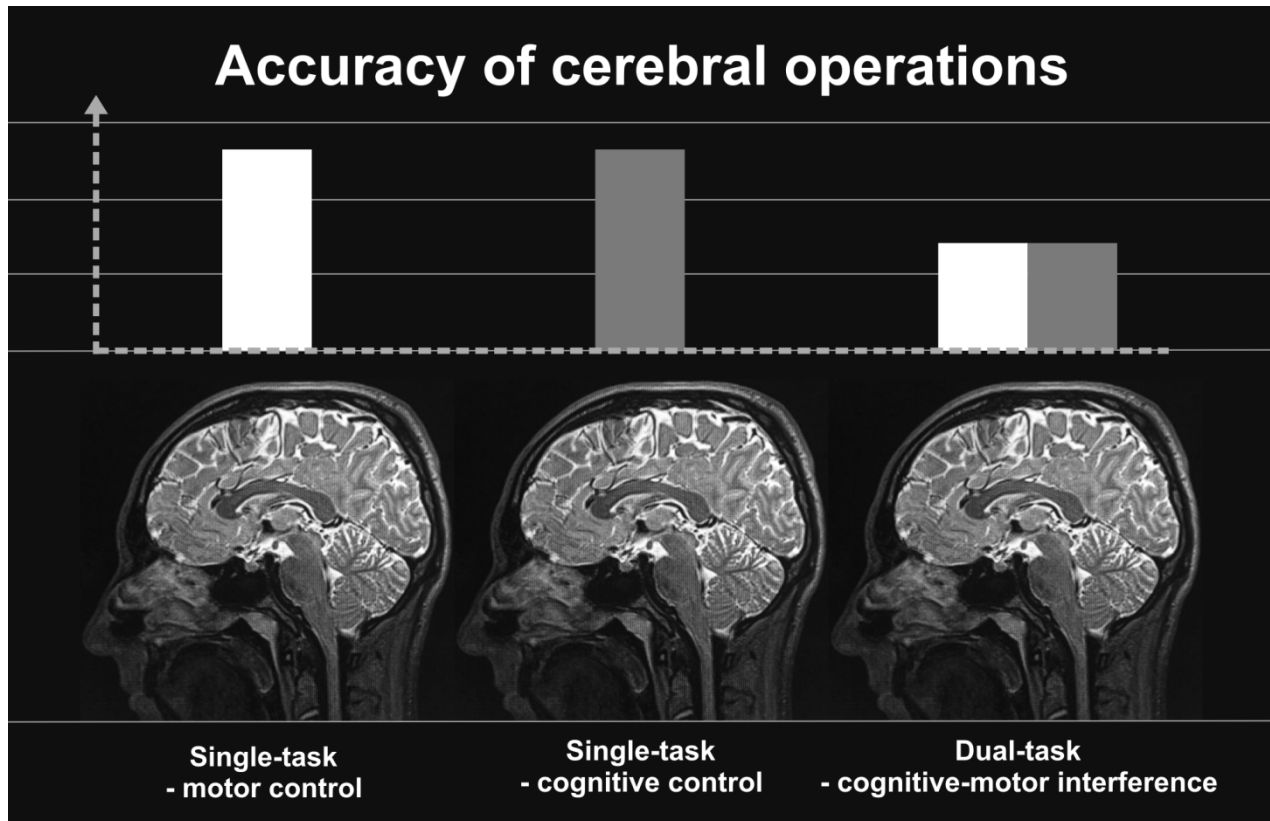 Accuracy of cerebral operations
Single-task
- motor control
Single-task
- cognitive control
Dual-task
- cognitive-motor interference